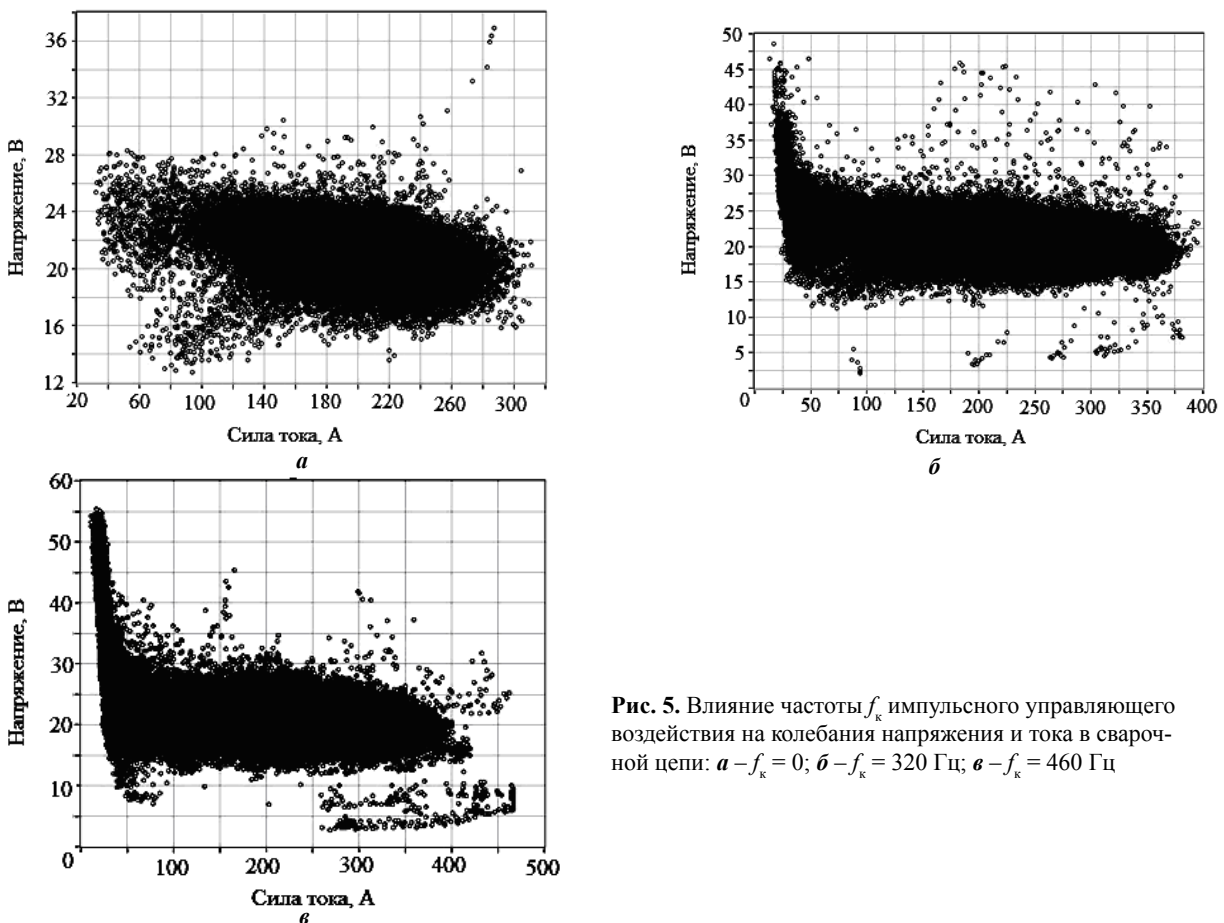 36
32
28
24
20
16
12
Напряжение, В
20 60 100 140 180 220 260 300
Сила тока, А
а
50
45
40
35
30
25
20
15
10
5
0
Напряжение, В
50 100 150 200 250 300 350 400
Сила тока, А
б
60
50
40
30
20
10
0
Напряжение, В
100 200 300 400 500
Сила тока, А
в
Рис. 5. Влияние частоты fк импульсного управляющего
воздействия на колебания напряжения и тока в свароч-
ной цепи: а – fк = 0; б – fк = 320 Гц; в – fк = 460 Гц